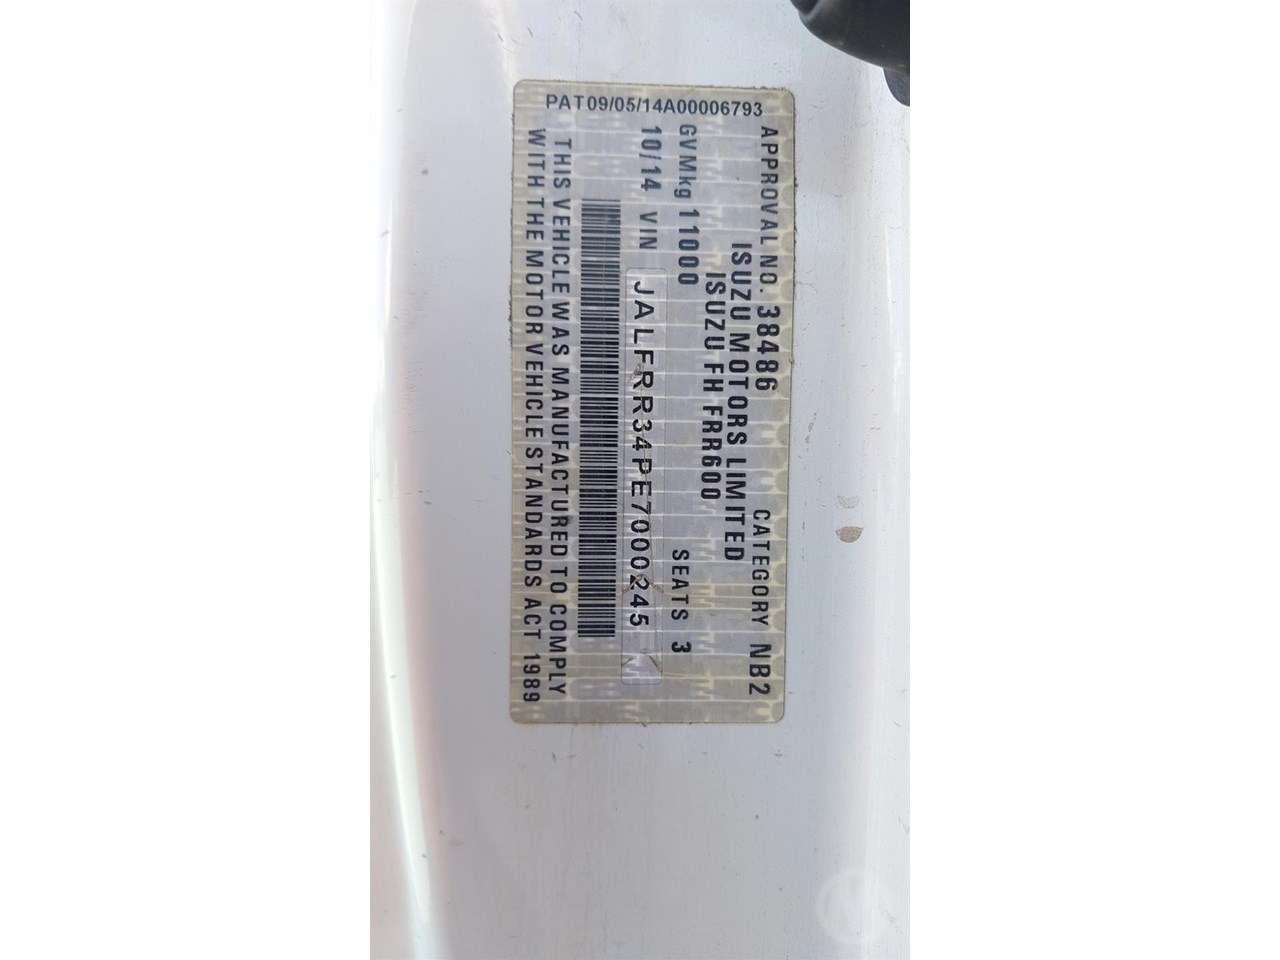 PAT09/05/14A00006793
APPROVAL NO. 38486 CATEGORY NB2
ISUZU MOTORS LIMITED
ISUZU FH FRR600
GVMkg 11000 SEATS 3
10/14 VIN JALFRR34PE7000245
THIS VEHICLE WAS MANUFACTURED TO COMPLY
WITH THE MOTOR VEHICLE STANDARDS ACT 1989